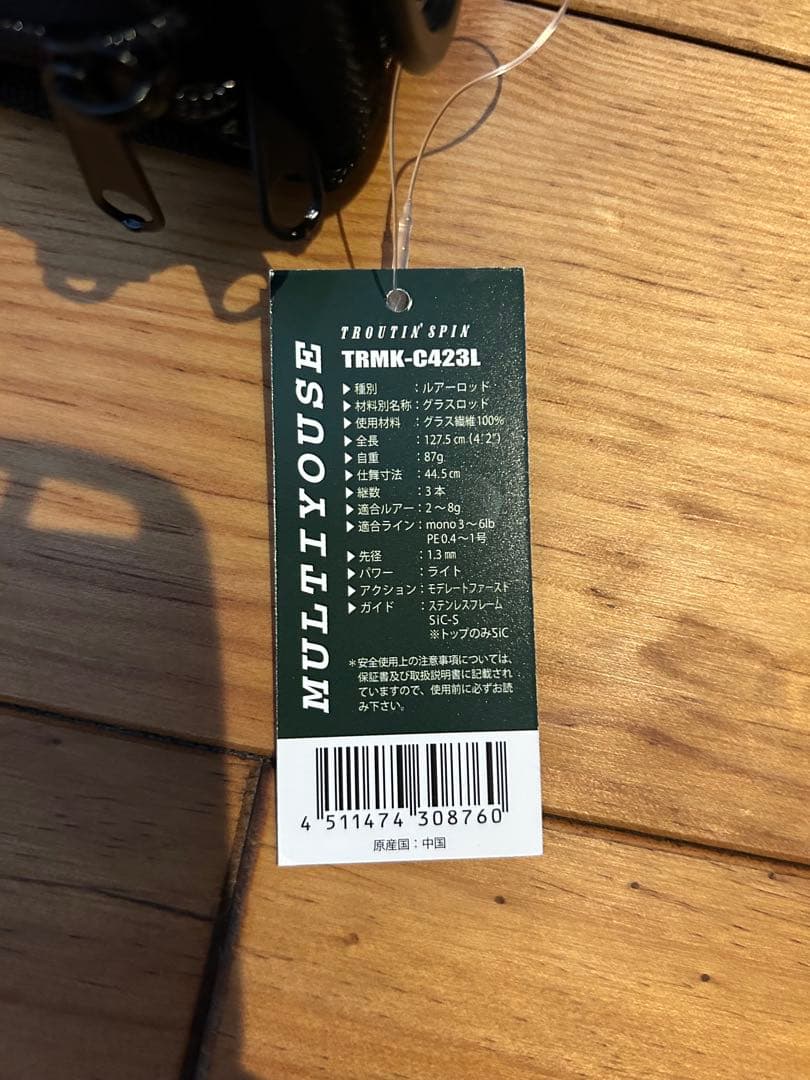 MULTIYOUSE
TROUTIN' SPIN
TRMK-C423L
▶種別 :ルアーロッド
▶材料別名称:グラスロッド
▶使用材料 :グラス繊維100%
▶全長 :127.5㎝(4'2")
▶自重 :87g
▶仕舞寸法 :44.5㎝
▶継数 :3本
▶適合ルアー:2〜8g
▶適合ライン:mono3〜6lb
PE0.4〜1号
▶先径 :1.3㎜
▶パワー :ライト
▶アクション:モデレートファースト
▶ガイド :ステンレスフレーム
SiC-S
※トップのみSiC
*安全使用上の注意事項については、
保証書及び取扱説明書に記載され
ていますので、使用前に必ずお読
み下さい。
4 511474 308760
原産国:中国